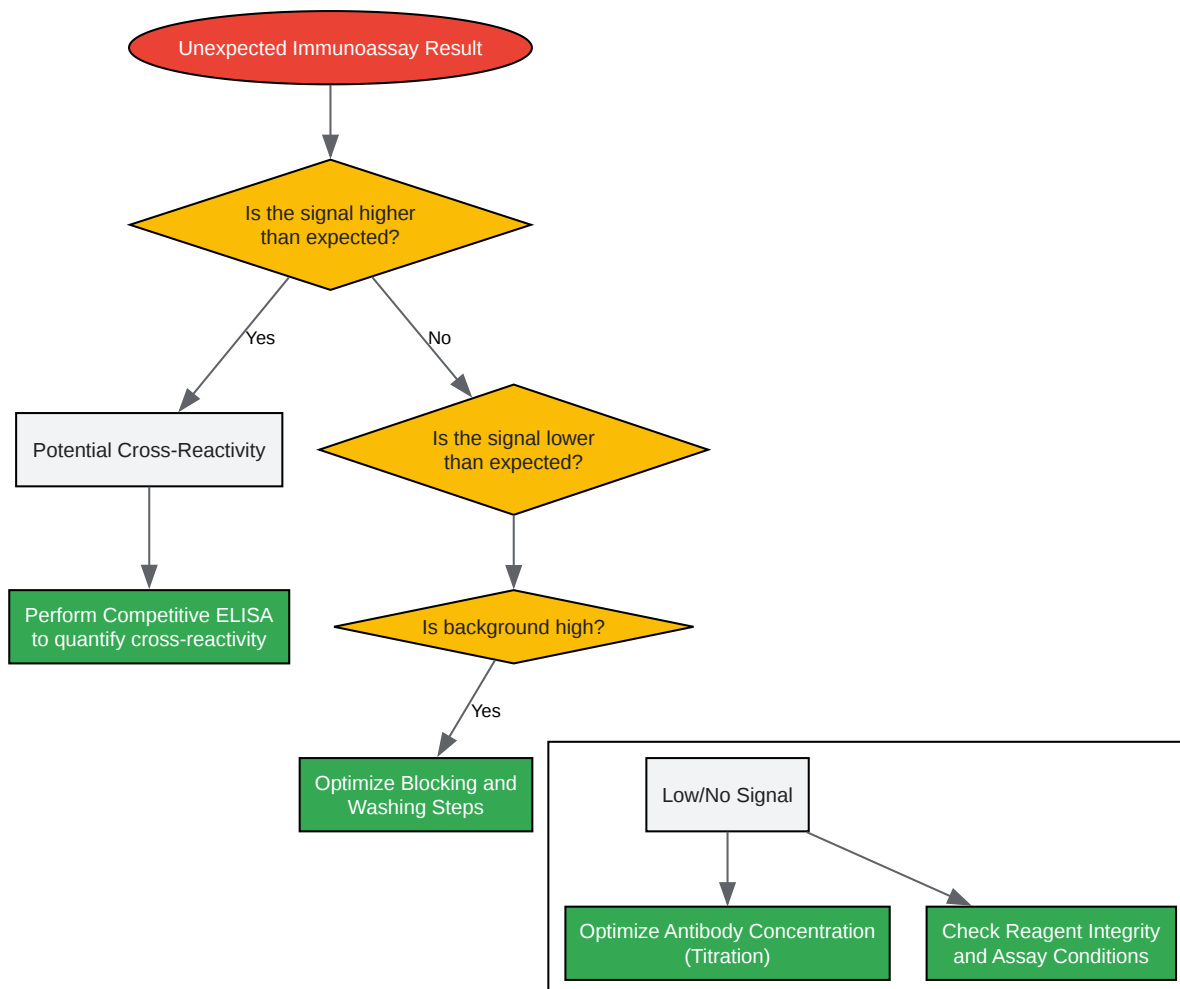 Unexpected Immunoassay Result
Is the signal higher
than expected?
Yes
No
Potential Cross-Reactivity
Is the signal lower
than expected?
Perform Competitive ELISA
to quantify cross-reactivity
Is background high?
Yes
Optimize Blocking and
Washing Steps
Low/No Signal
Optimize Antibody Concentration
(Titration)
Check Reagent Integrity
and Assay Conditions